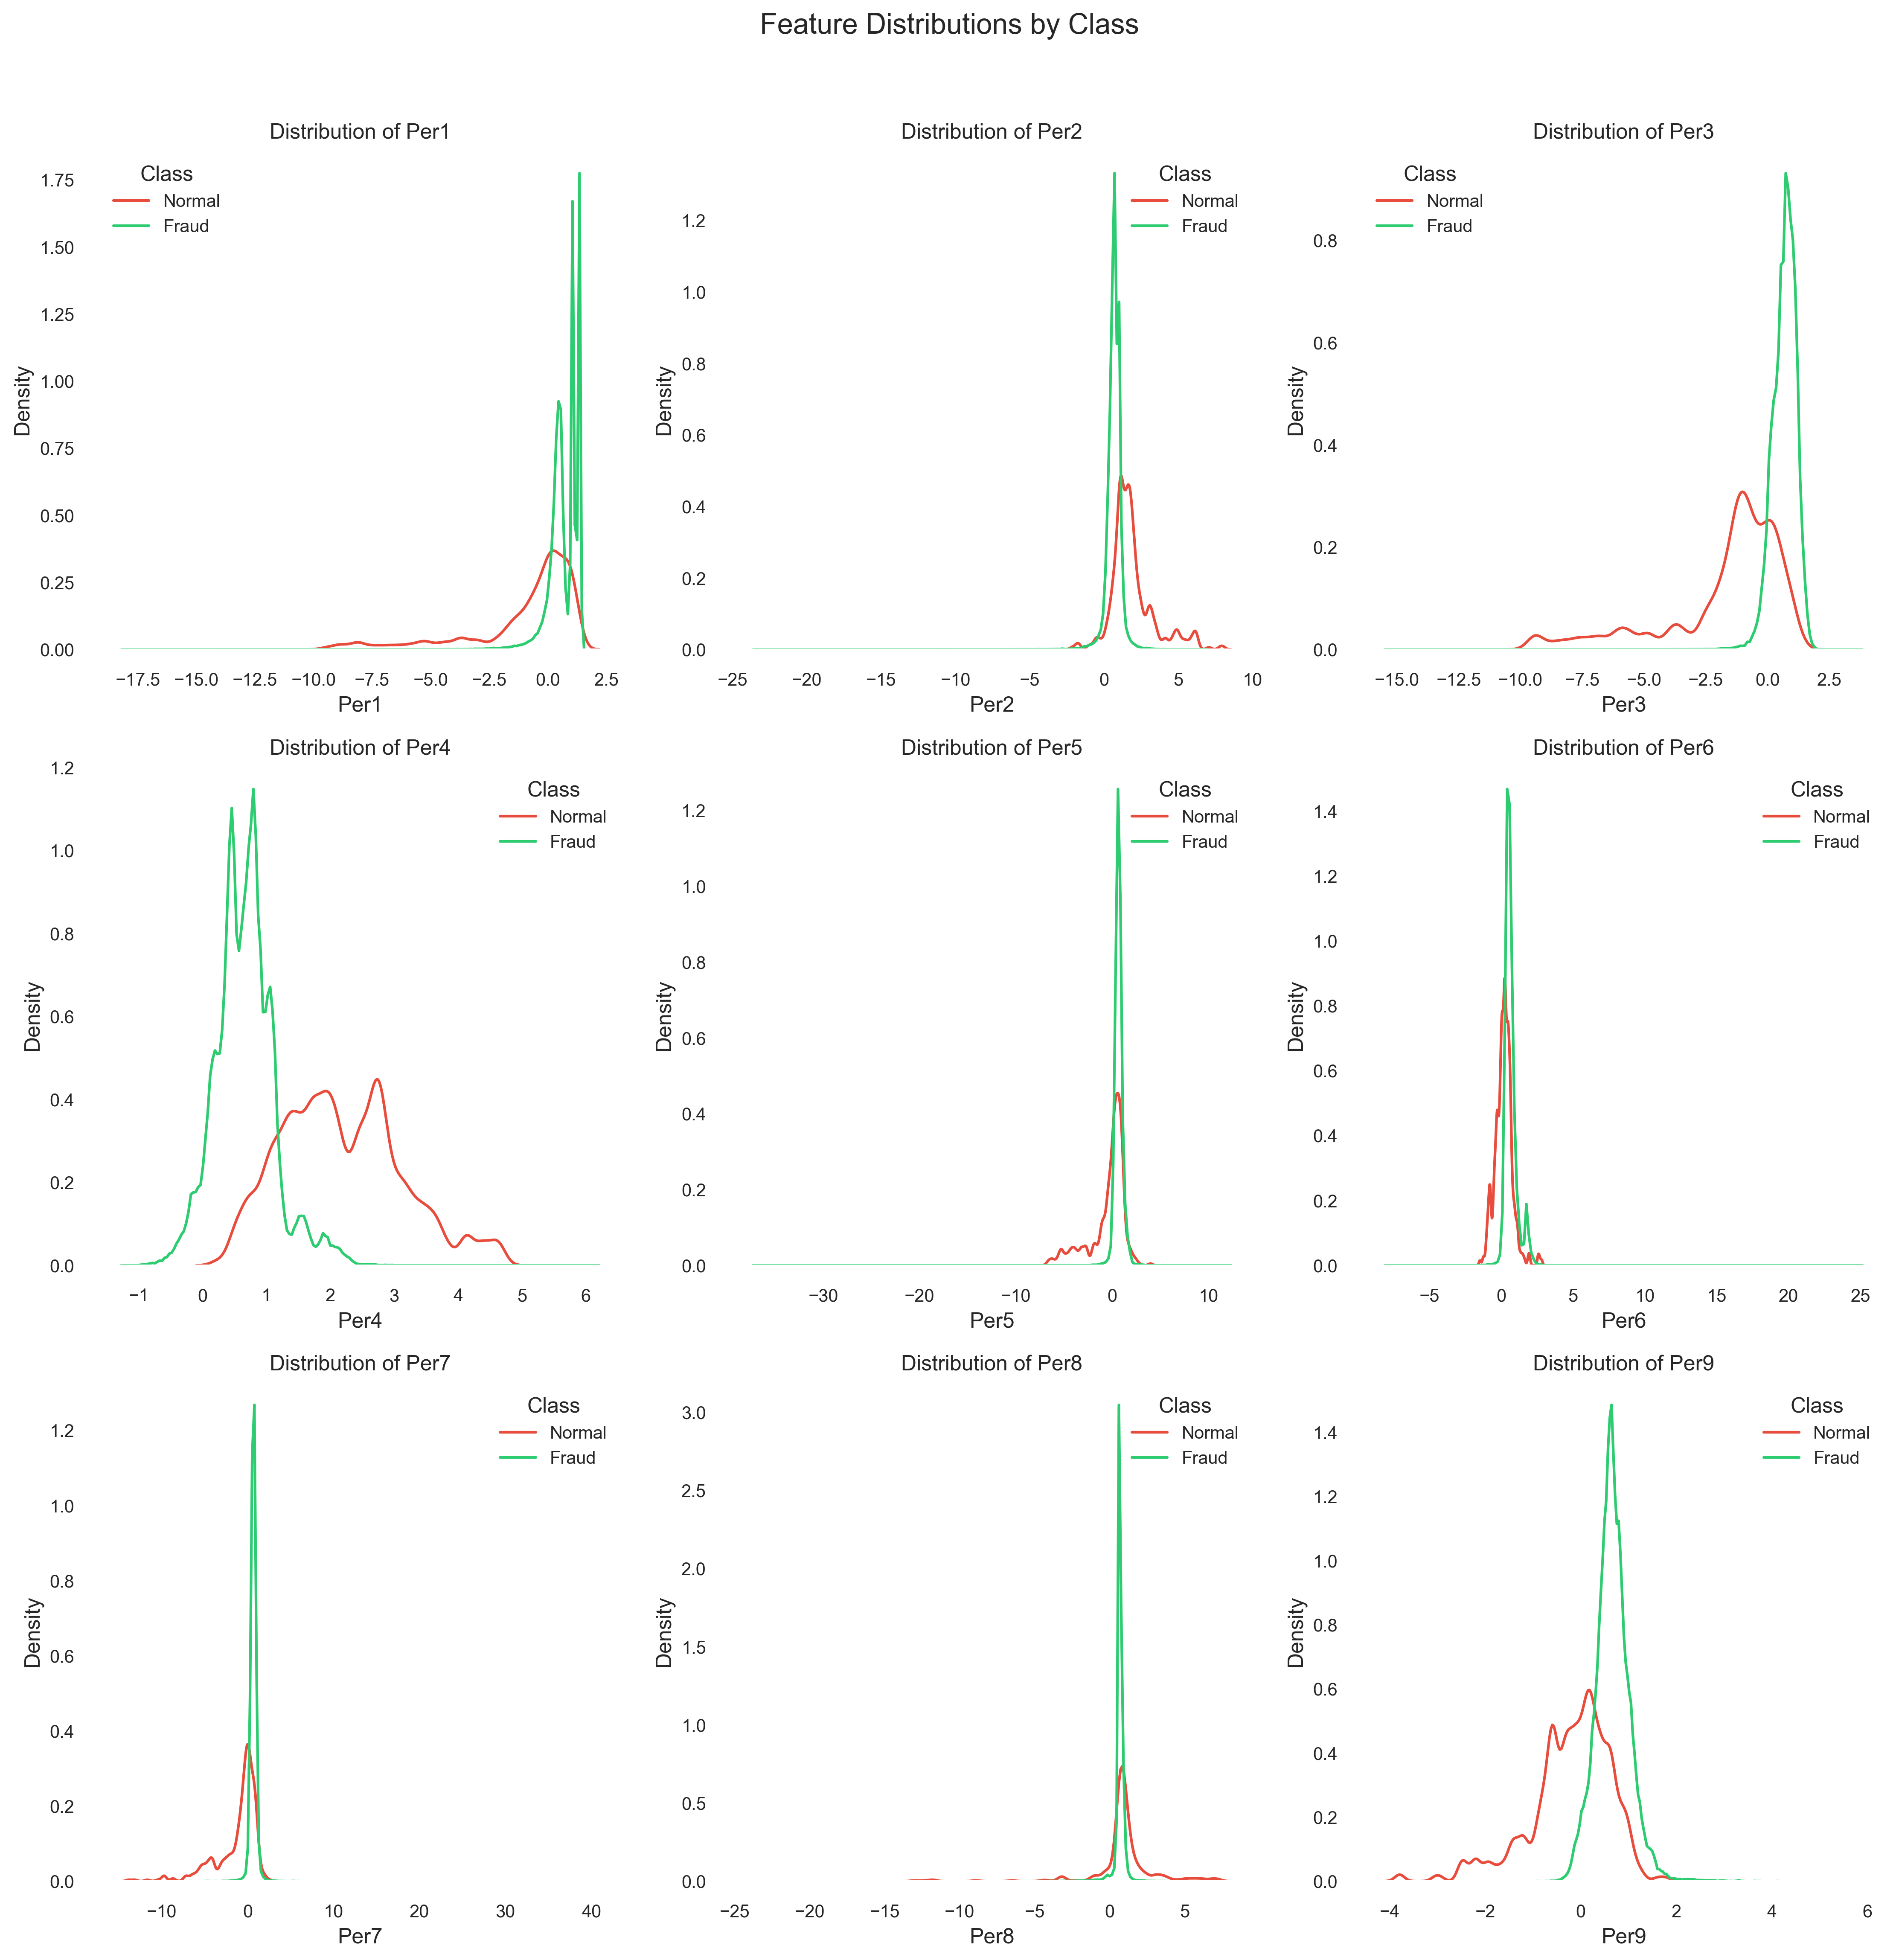 Feature Distributions by Class
Distribution of Per1
Class
Normal
Fraud
1.75
1.50
1.25
1.00
0.75
0.50
0.25
0.00
Density
−17.5 −15.0 −12.5 −10.0 −7.5 −5.0 −2.5 0.0 2.5
Per1
Distribution of Per2
Class
Normal
Fraud
1.2
1.0
0.8
0.6
0.4
0.2
0.0
Density
−25 −20 −15 −10 −5 0 5 10
Per2
Distribution of Per3
Class
Normal
Fraud
0.8
0.6
0.4
0.2
0.0
Density
−15.0 −12.5 −10.0 −7.5 −5.0 −2.5 0.0 2.5
Per3
Distribution of Per4
Class
Normal
Fraud
1.2
1.0
0.8
0.6
0.4
0.2
0.0
Density
−1 0 1 2 3 4 5 6
Per4
Distribution of Per5
Class
Normal
Fraud
1.2
1.0
0.8
0.6
0.4
0.2
0.0
Density
−30 −20 −10 0 10
Per5
Distribution of Per6
Class
Normal
Fraud
1.4
1.2
1.0
0.8
0.6
0.4
0.2
0.0
Density
−5 0 5 10 15 20 25
Per6
Distribution of Per7
Class
Normal
Fraud
1.2
1.0
0.8
0.6
0.4
0.2
0.0
Density
−10 0 10 20 30 40
Per7
Distribution of Per8
Class
Normal
Fraud
3.0
2.5
2.0
1.5
1.0
0.5
0.0
Density
−25 −20 −15 −10 −5 0 5
Per8
Distribution of Per9
Class
Normal
Fraud
1.4
1.2
1.0
0.8
0.6
0.4
0.2
0.0
Density
−4 −2 0 2 4 6
Per9